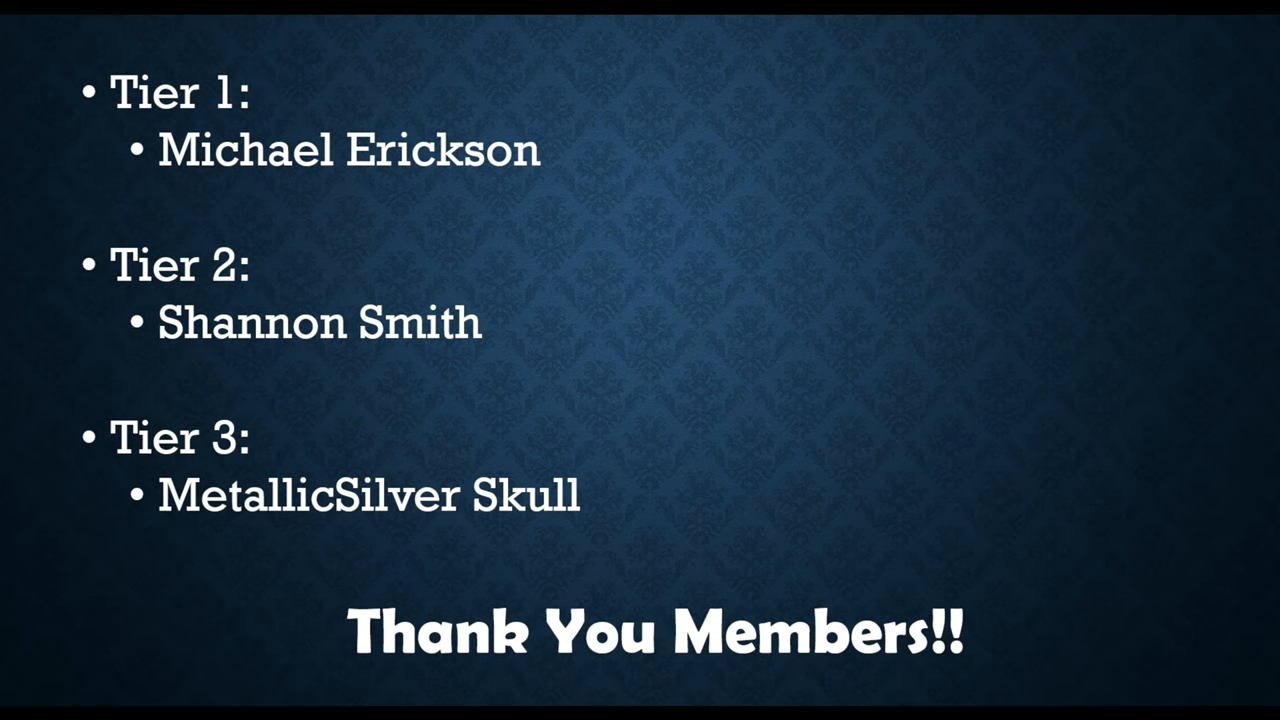 • Tier 1:
• Michael Erickson
• Tier 2:
• Shannon Smith
• Tier 3:
• MetallicSilver Skull
Thank You Members!!